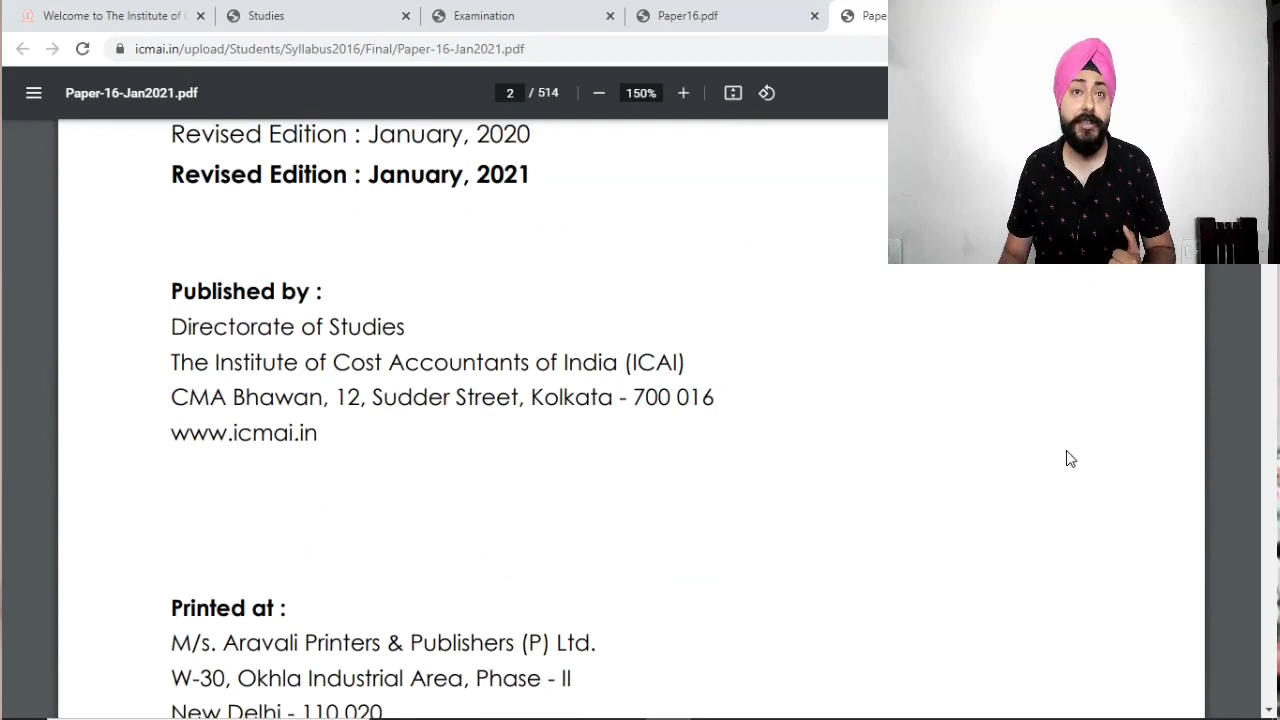 Welcome to The Institute of C
Studies
Examination
Paper16.pdf
Pape
icmai.in/upload/Students/Syllabus2016/Final/Paper-16-Jan2021.pdf
Paper-16-Jan2021.pdf
2 / 514
150%
Revised Edition : January, 2020
Revised Edition : January, 2021
Published by :
Directorate of Studies
The Institute of Cost Accountants of India (ICAI)
CMA Bhawan, 12, Sudder Street, Kolkata - 700 016
www.icmai.in
Printed at :
M/s. Aravali Printers & Publishers (P) Ltd.
W-30, Okhla Industrial Area, Phase - II
New Delhi - 110 020